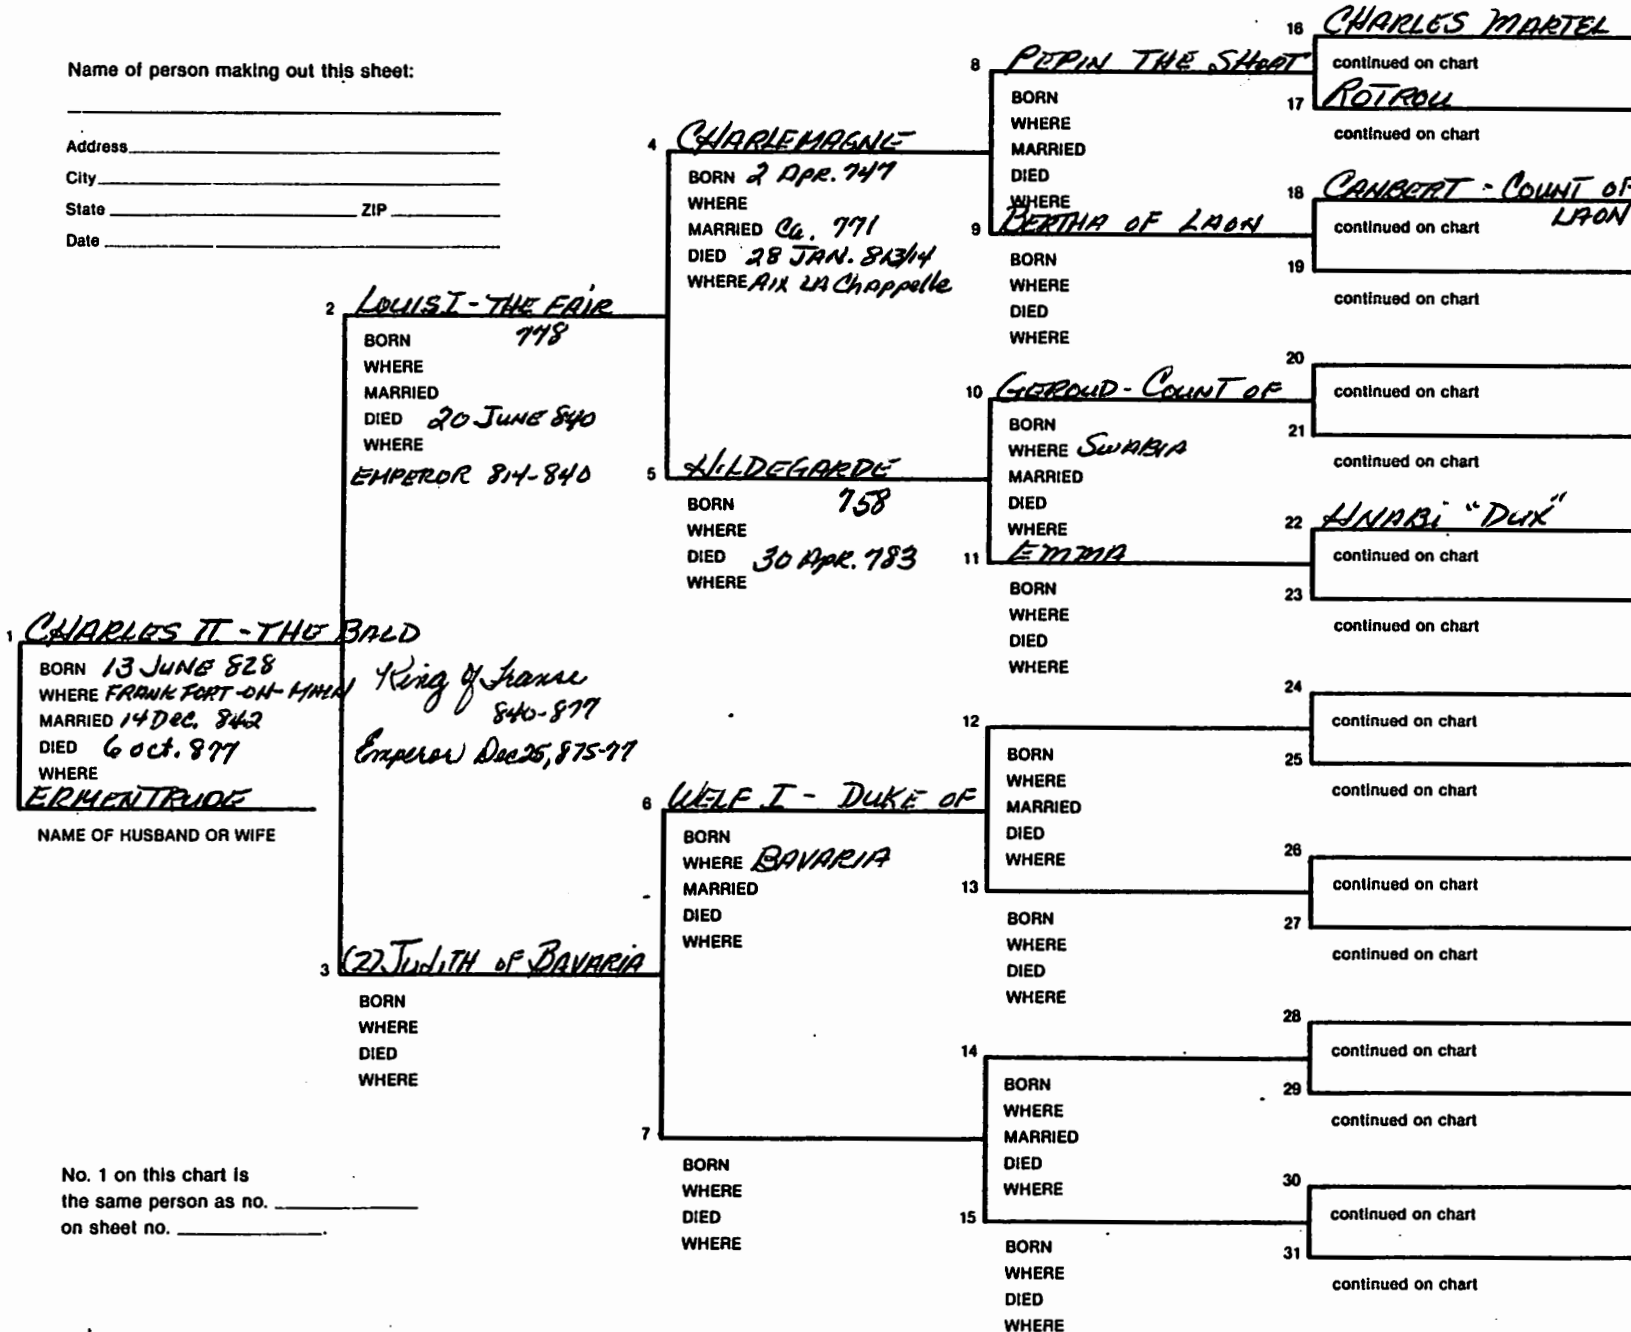 Name of person making out this sheet:
Address
City
State ZIP
Date
1 CHARLES II - THE BALD
BORN 13 JUNE 828
WHERE FRANKFORT-ON-MAIN
MARRIED 14 Dec. 842
DIED 6 Oct. 877
WHERE
ERMENTRUDE
NAME OF HUSBAND OR WIFE
King of Franse
840-877
Emperor Dec 25, 875-77
2 LOUIS I - THE FAIR
BORN 778
WHERE
MARRIED
DIED 20 JUNE 840
WHERE
EMPEROR 814-840
3 (2) JUDITH OF BAVARIA
BORN
WHERE
DIED
WHERE
4 CHARLEMAGNE
BORN 2 APR. 747
WHERE
MARRIED Ca. 771
DIED 28 JAN. 813/14
WHERE AIX LA Chappelle
5 HILDEGARDE
BORN 758
WHERE
DIED 30 APR. 783
WHERE
6 WELF I - DUKE OF
BORN
WHERE BAVARIA
MARRIED
DIED
WHERE
7
BORN
WHERE
DIED
WHERE
8 PEPIN THE SHORT
BORN
WHERE
MARRIED
DIED
WHERE
9 BERTHA OF LAON
BORN
WHERE
DIED
WHERE
10 GEROUD - COUNT OF
BORN
WHERE SWABIA
MARRIED
DIED
WHERE
11 EMMA
BORN
WHERE
DIED
WHERE
12
BORN
WHERE
MARRIED
DIED
WHERE
13
BORN
WHERE
DIED
WHERE
14
BORN
WHERE
MARRIED
DIED
WHERE
15
BORN
WHERE
DIED
WHERE
16 CHARLES MARTEL
continued on chart
17 ROTROU
continued on chart
18 CANBERT - COUNT OF
LAON
continued on chart
19
continued on chart
20
continued on chart
21
continued on chart
22 HNABI "DUX"
continued on chart
23
continued on chart
24
continued on chart
25
continued on chart
26
continued on chart
27
continued on chart
28
continued on chart
29
continued on chart
30
continued on chart
31
continued on chart
No. 1 on this chart is
the same person as no.
on sheet no. .